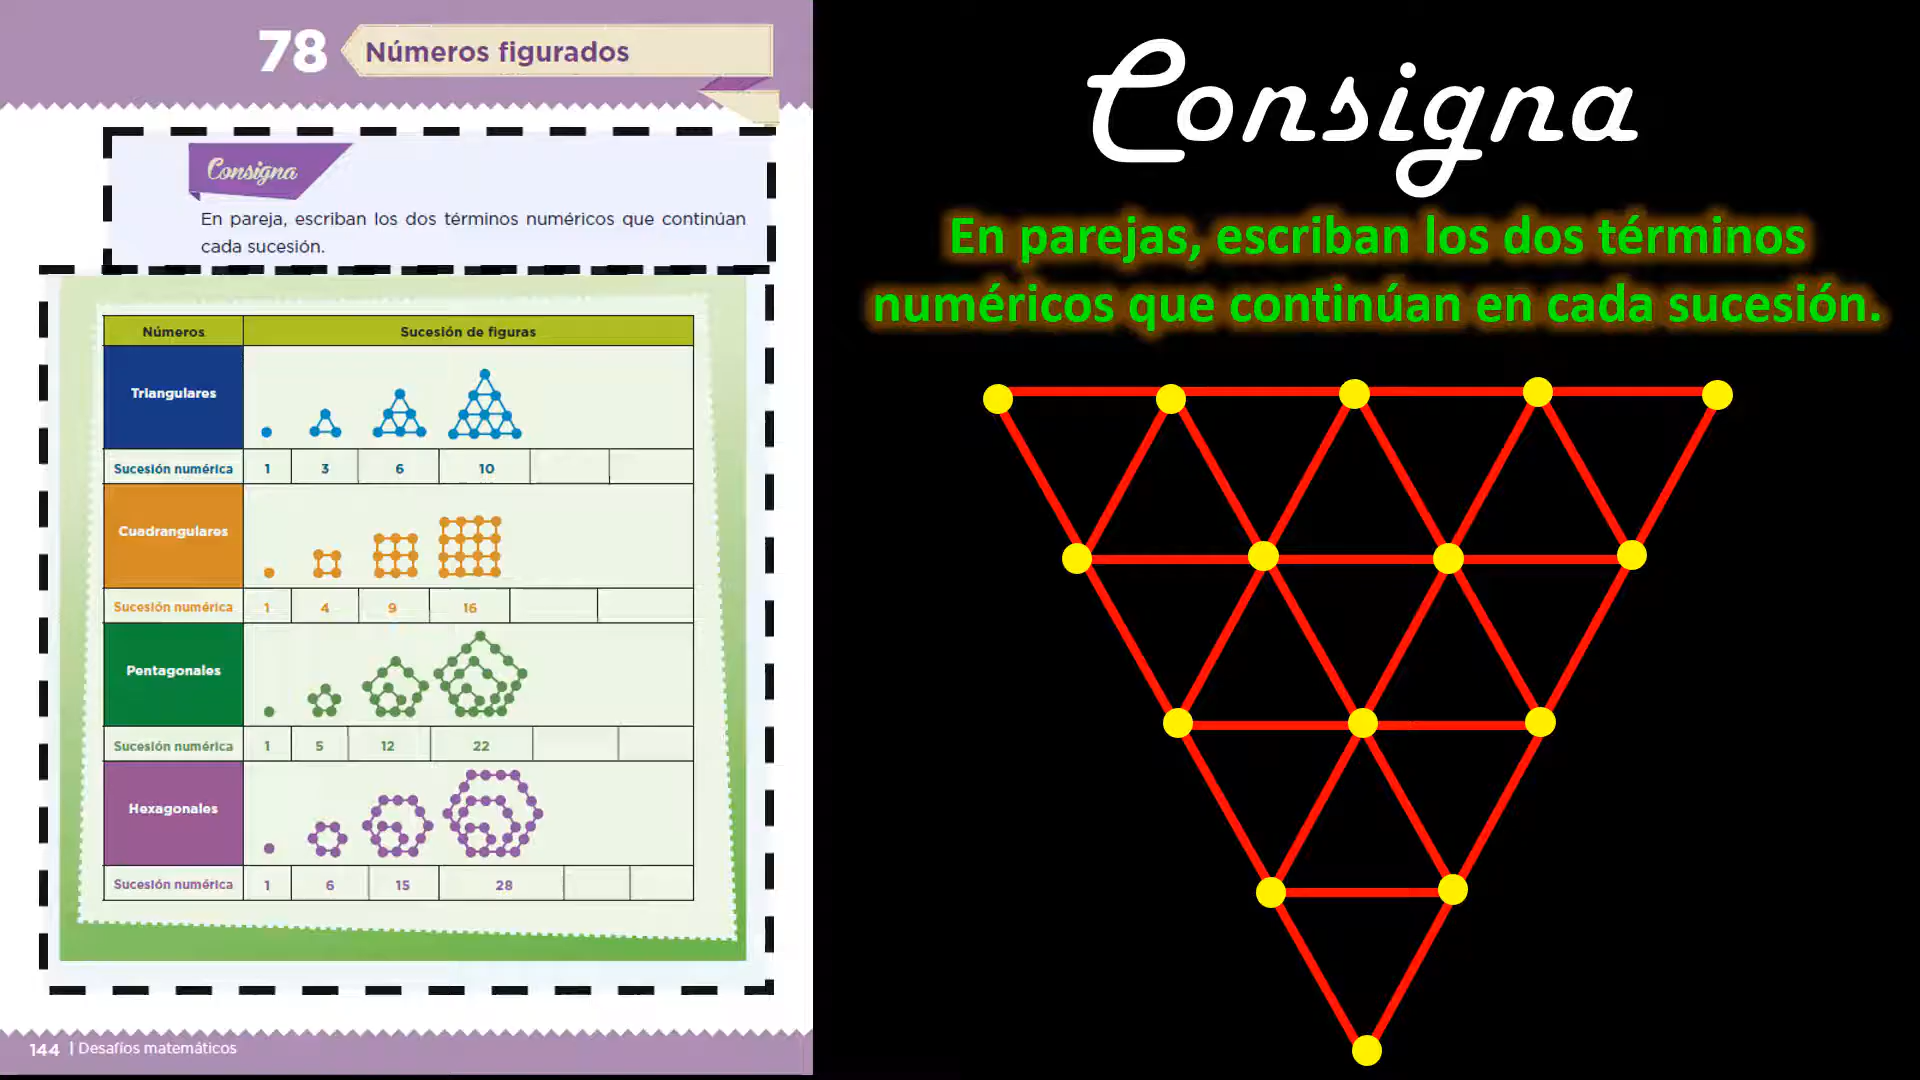 78
Números figurados
Consigna
En pareja, escriban los dos términos numéricos que continúan
cada sucesión.
Números Sucesión de figuras
Triangulares
Sucesión numérica 1 3 6 10
Cuadrangulares
Sucesión numérica 1 4 9 16
Pentagonales
Sucesión numérica 1 5 12 22
Hexagonales
Sucesión numérica 1 6 15 28
144 | Desafíos matemáticos
Consigna
En parejas, escriban los dos términos
numéricos que continúan en cada sucesión.